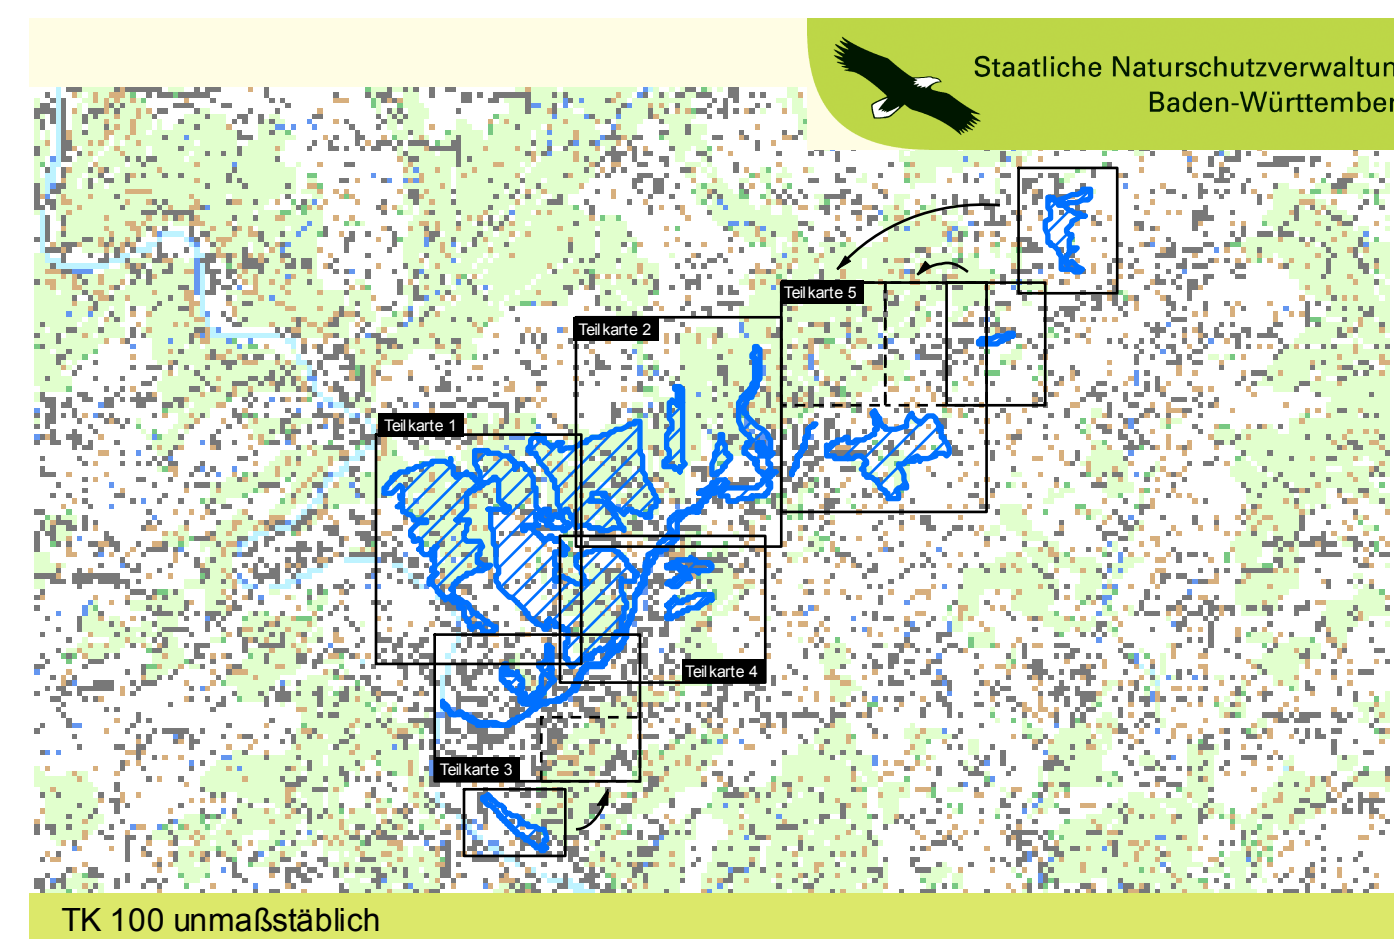 Staatliche Naturschutzverwaltun
Baden-Württember
Teilkarte 5
Teilkarte 2
Teilkarte 1
Teilkarte 4
Teilkarte 3
TK 100 unmaßstäblich